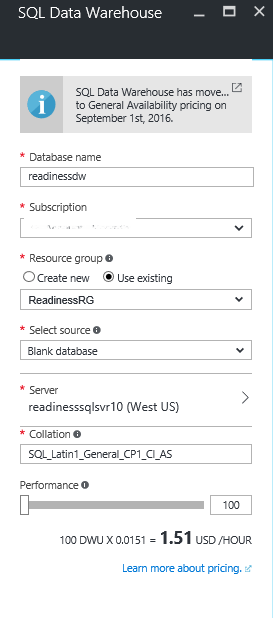 SQL Data Warehouse
SQL Data Warehouse has move...
to General Availability pricing on
September 1st, 2016.
* Database name
readinessdw
* Subscription
* Resource group
Create new Use existing
ReadinessRG
* Select source
Blank database
* Server
readinesssqlsvr10 (West US)
* Collation
SQL_Latin1_General_CP1_CI_AS
Performance
100
100 DWU X 0.0151 = 1.51 USD /HOUR
Learn more about pricing.